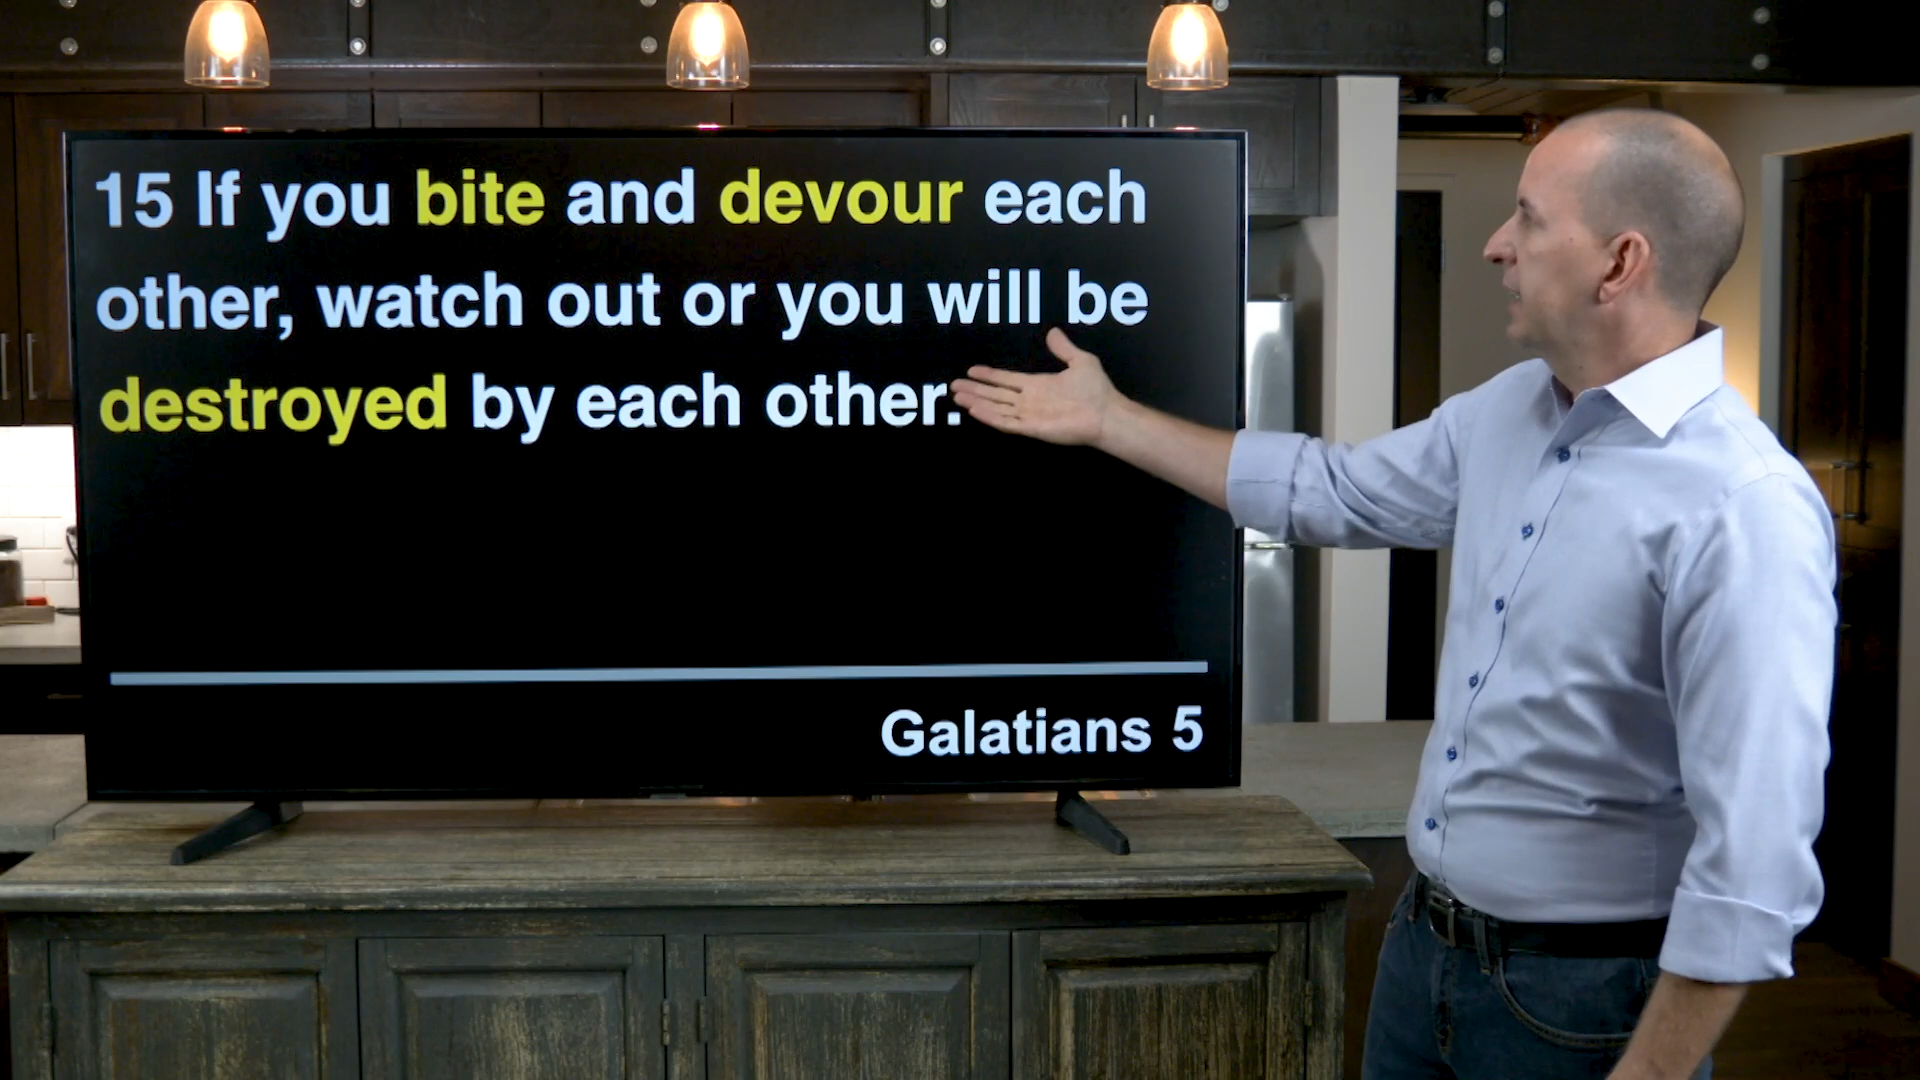 15 If you bite and devour each
other, watch out or you will be
destroyed by each other.
Galatians 5